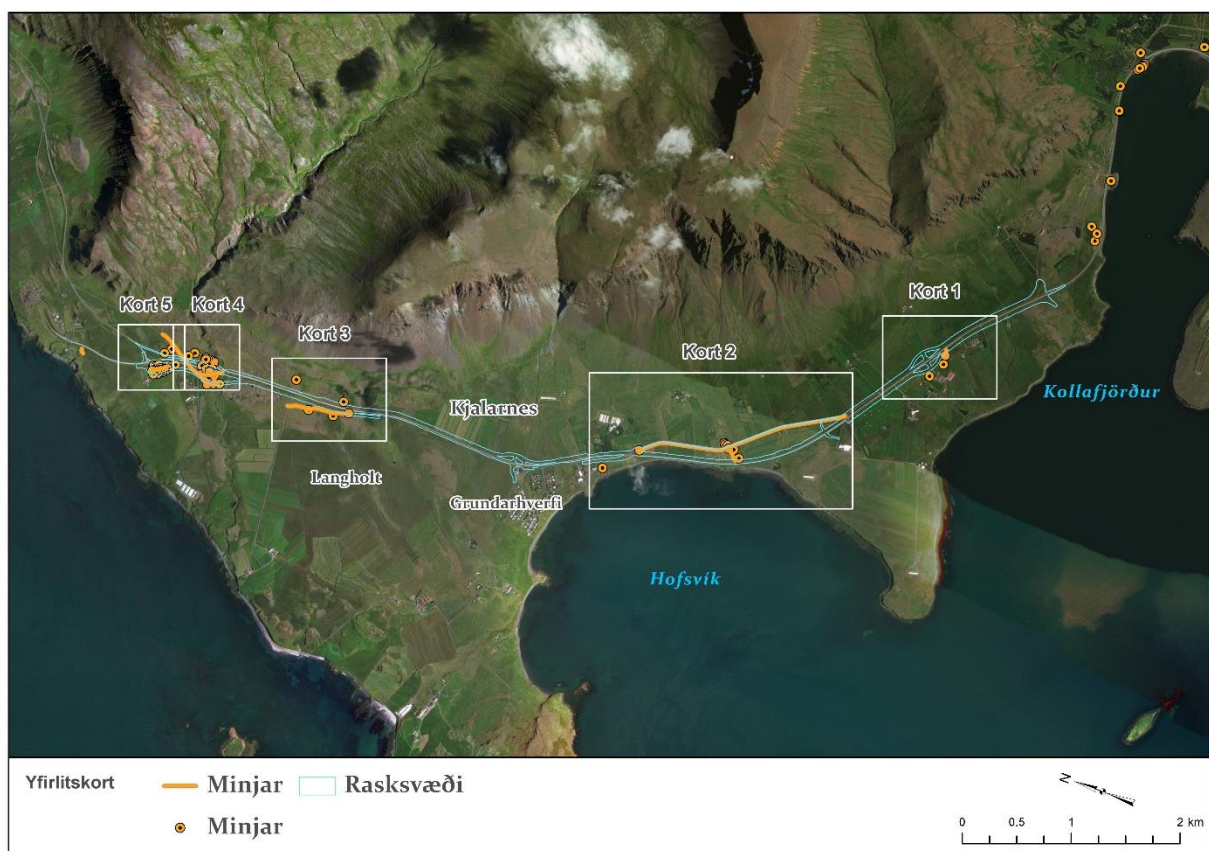 Kort 5
Kort 4
Kort 3
Kort 2
Kort 1
Kollafjörður
Kjalarnes
Langholt
Grundarhverfi
Hofsvík
Yfirlitskort
Minjar
Rasksvæði
Minjar
N
0 0.5 1 2 km